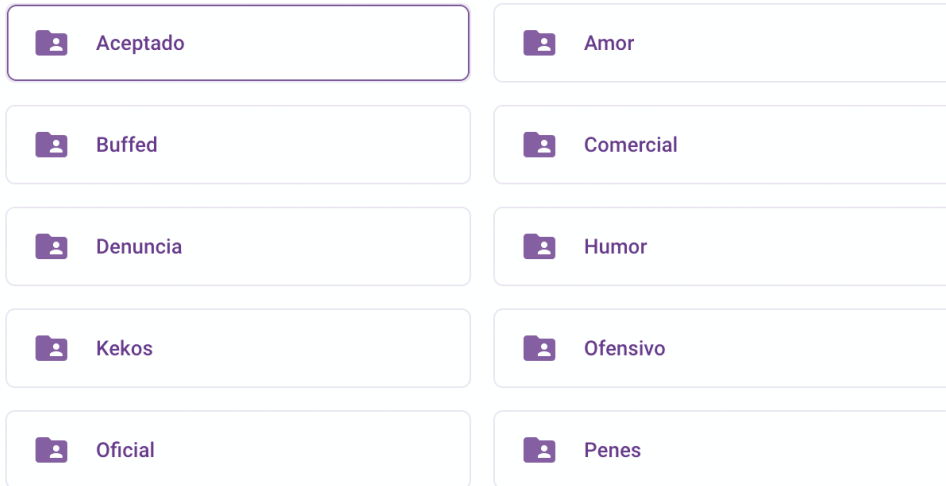 Aceptado
Amor
Buffed
Comercial
Denuncia
Humor
Kekos
Ofensivo
Oficial
Penes